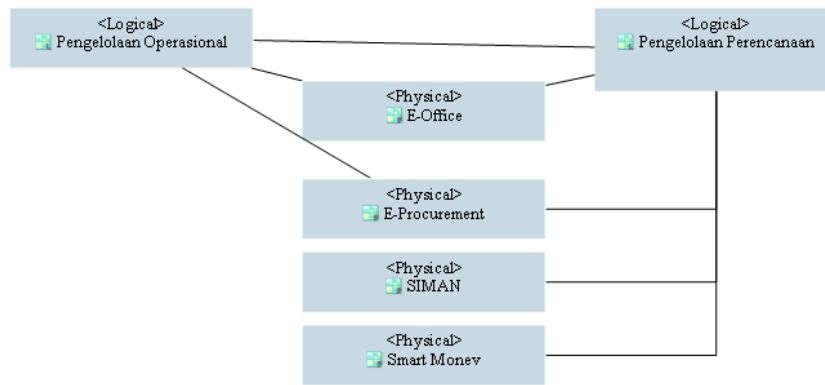 <Logical>
Pengelolaan Operasional
<Logical>
Pengelolaan Perencanaan
<Physical>
E-Office
<Physical>
E-Procurement
<Physical>
SIMAN
<Physical>
Smart Monev